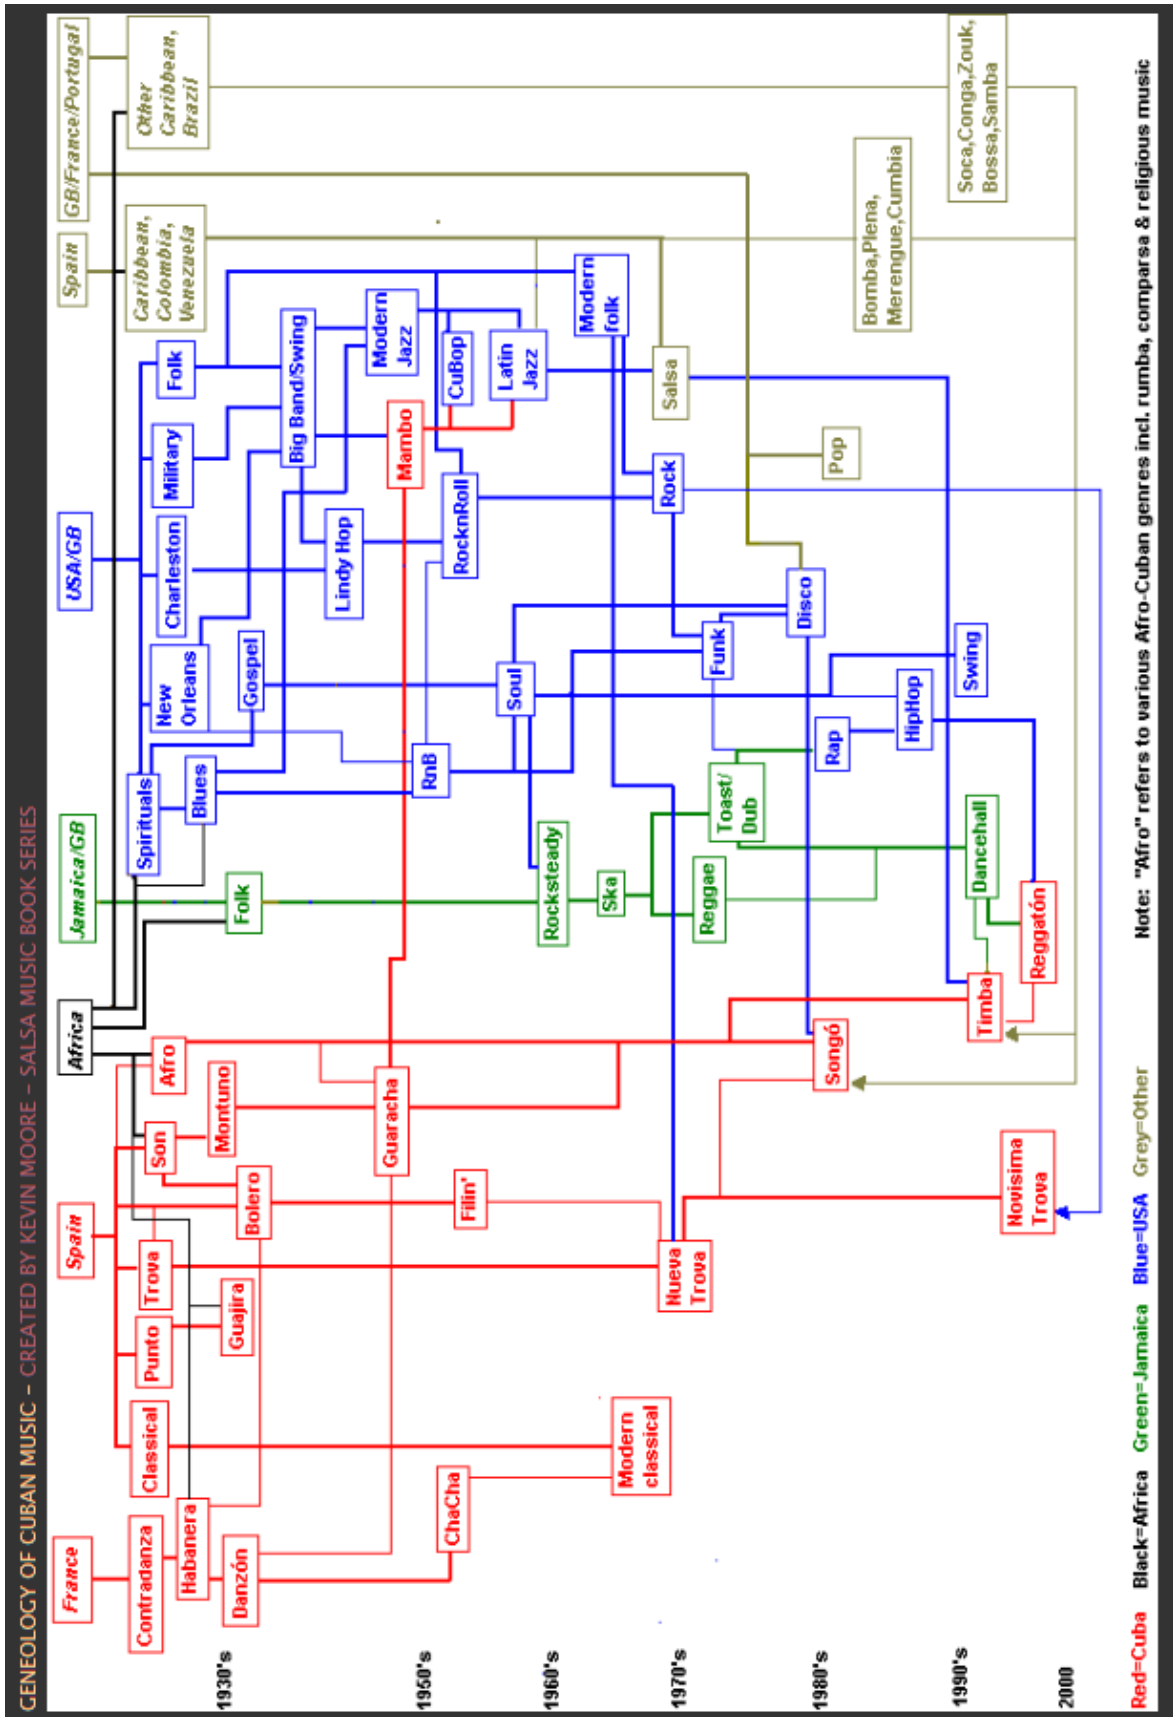 GENEOLOGY OF CUBAN MUSIC – CREATED BY KEVIN MOORE – SALSA MUSIC BOOK SERIES
France
Spain
Africa
Jamaica/GB
USA/GB
Spain
GB/France/Portugal
Contradanza
Classical
Punto
Trova
Son
Afro
Spirituals
New
Orleans
Charleston
Military
Folk
Caribbean,
Colombia,
Venezuela
Other
Caribbean,
Brazil
Habanera
Montuno
Blues
1930's
Danzón
Guajira
Bolero
Folk
Gospel
Big Band/Swing
Lindy Hop
Modern
Jazz
1950's
Guaracha
Mambo
RnB
RocknRoll
CuBop
ChaCha
Filin'
Latin
Jazz
Soul
1960's
Rocksteady
Modern
folk
Ska
Modern
classical
1970's
Nueva
Trova
Reggae
Rock
Salsa
Funk
Toast/
Dub
Disco
1980's
Songó
Rap
Pop
Bomba,Plena,
Merengue,Cumbia
HipHop
1990's
Swing
Soca,Conga,Zouk,
Bossa,Samba
Timba
Dancehall
Novisima
Trova
Reggatón
2000
Red=Cuba Black=Africa Green=Jamaica Blue=USA Grey=Other Note: "Afro" refers to various Afro-Cuban genres incl. rumba, comparsa & religious music